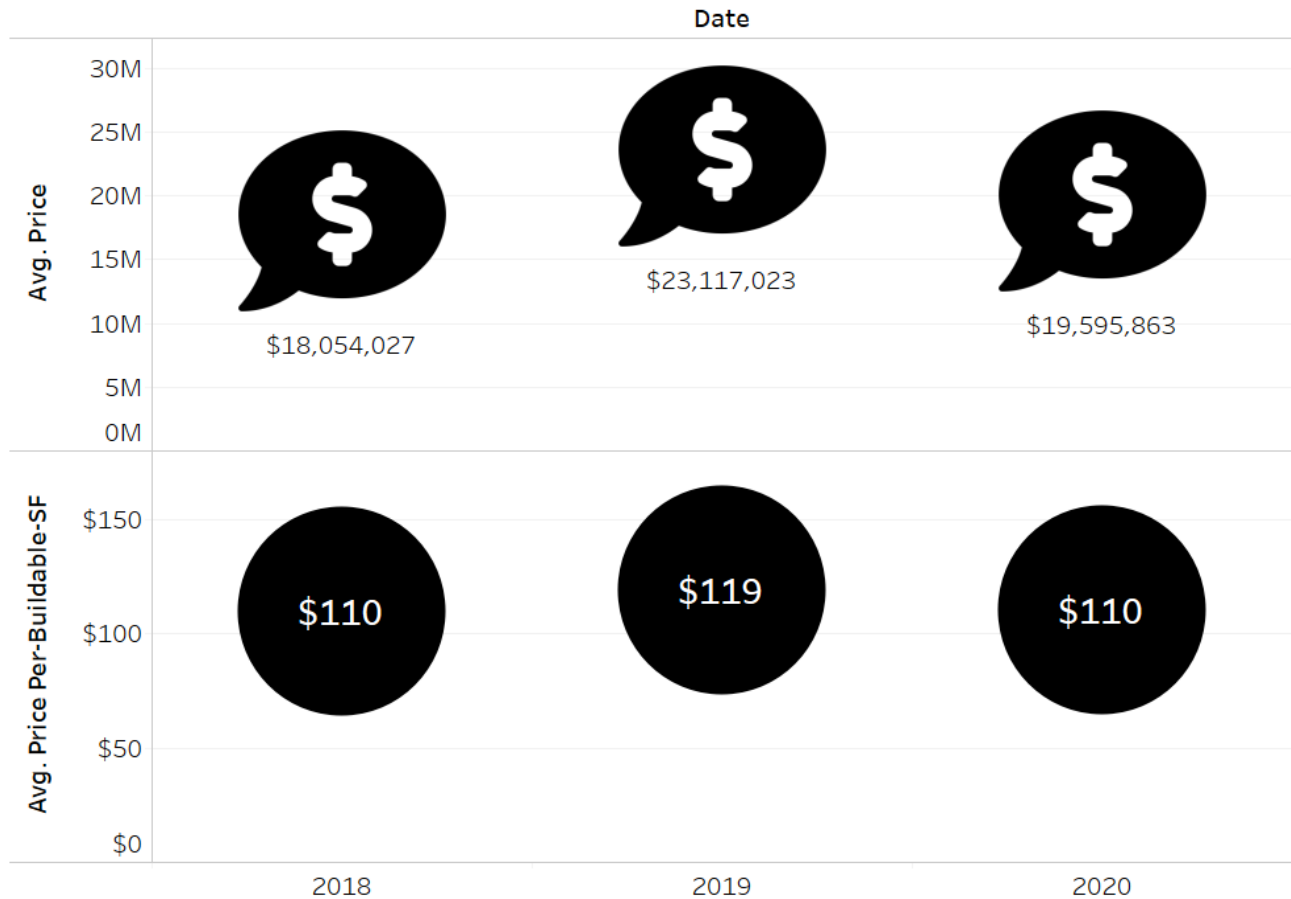 Date
Avg. Price
30M
25M
20M
15M
10M
5M
0M
$
$
$
$18,054,027
$23,117,023
$19,595,863
Avg. Price Per-Buildable-SF
$150
$100
$50
$0
$110
$119
$110
2018
2019
2020